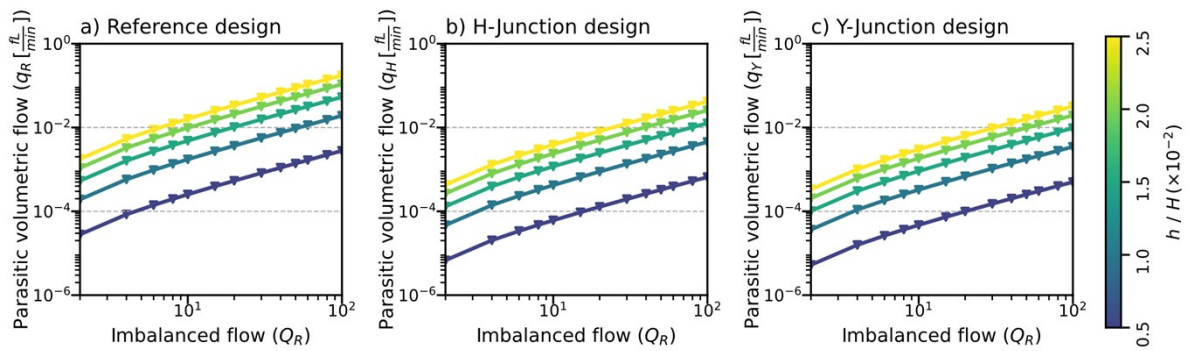 a) Reference design
Parasitic volumetric flow (q_R [fL/min])
10^0
10^-2
10^-4
10^-6
10^1
10^2
Imbalanced flow (Q_R)
b) H-Junction design
Parasitic volumetric flow (q_H [fL/min])
10^0
10^-2
10^-4
10^-6
10^1
10^2
Imbalanced flow (Q_R)
c) Y-Junction design
Parasitic volumetric flow (q_Y [fL/min])
10^0
10^-2
10^-4
10^-6
10^1
10^2
Imbalanced flow (Q_R)
2.5
2.0
1.5
1.0
0.5
h / H(×10^-2)